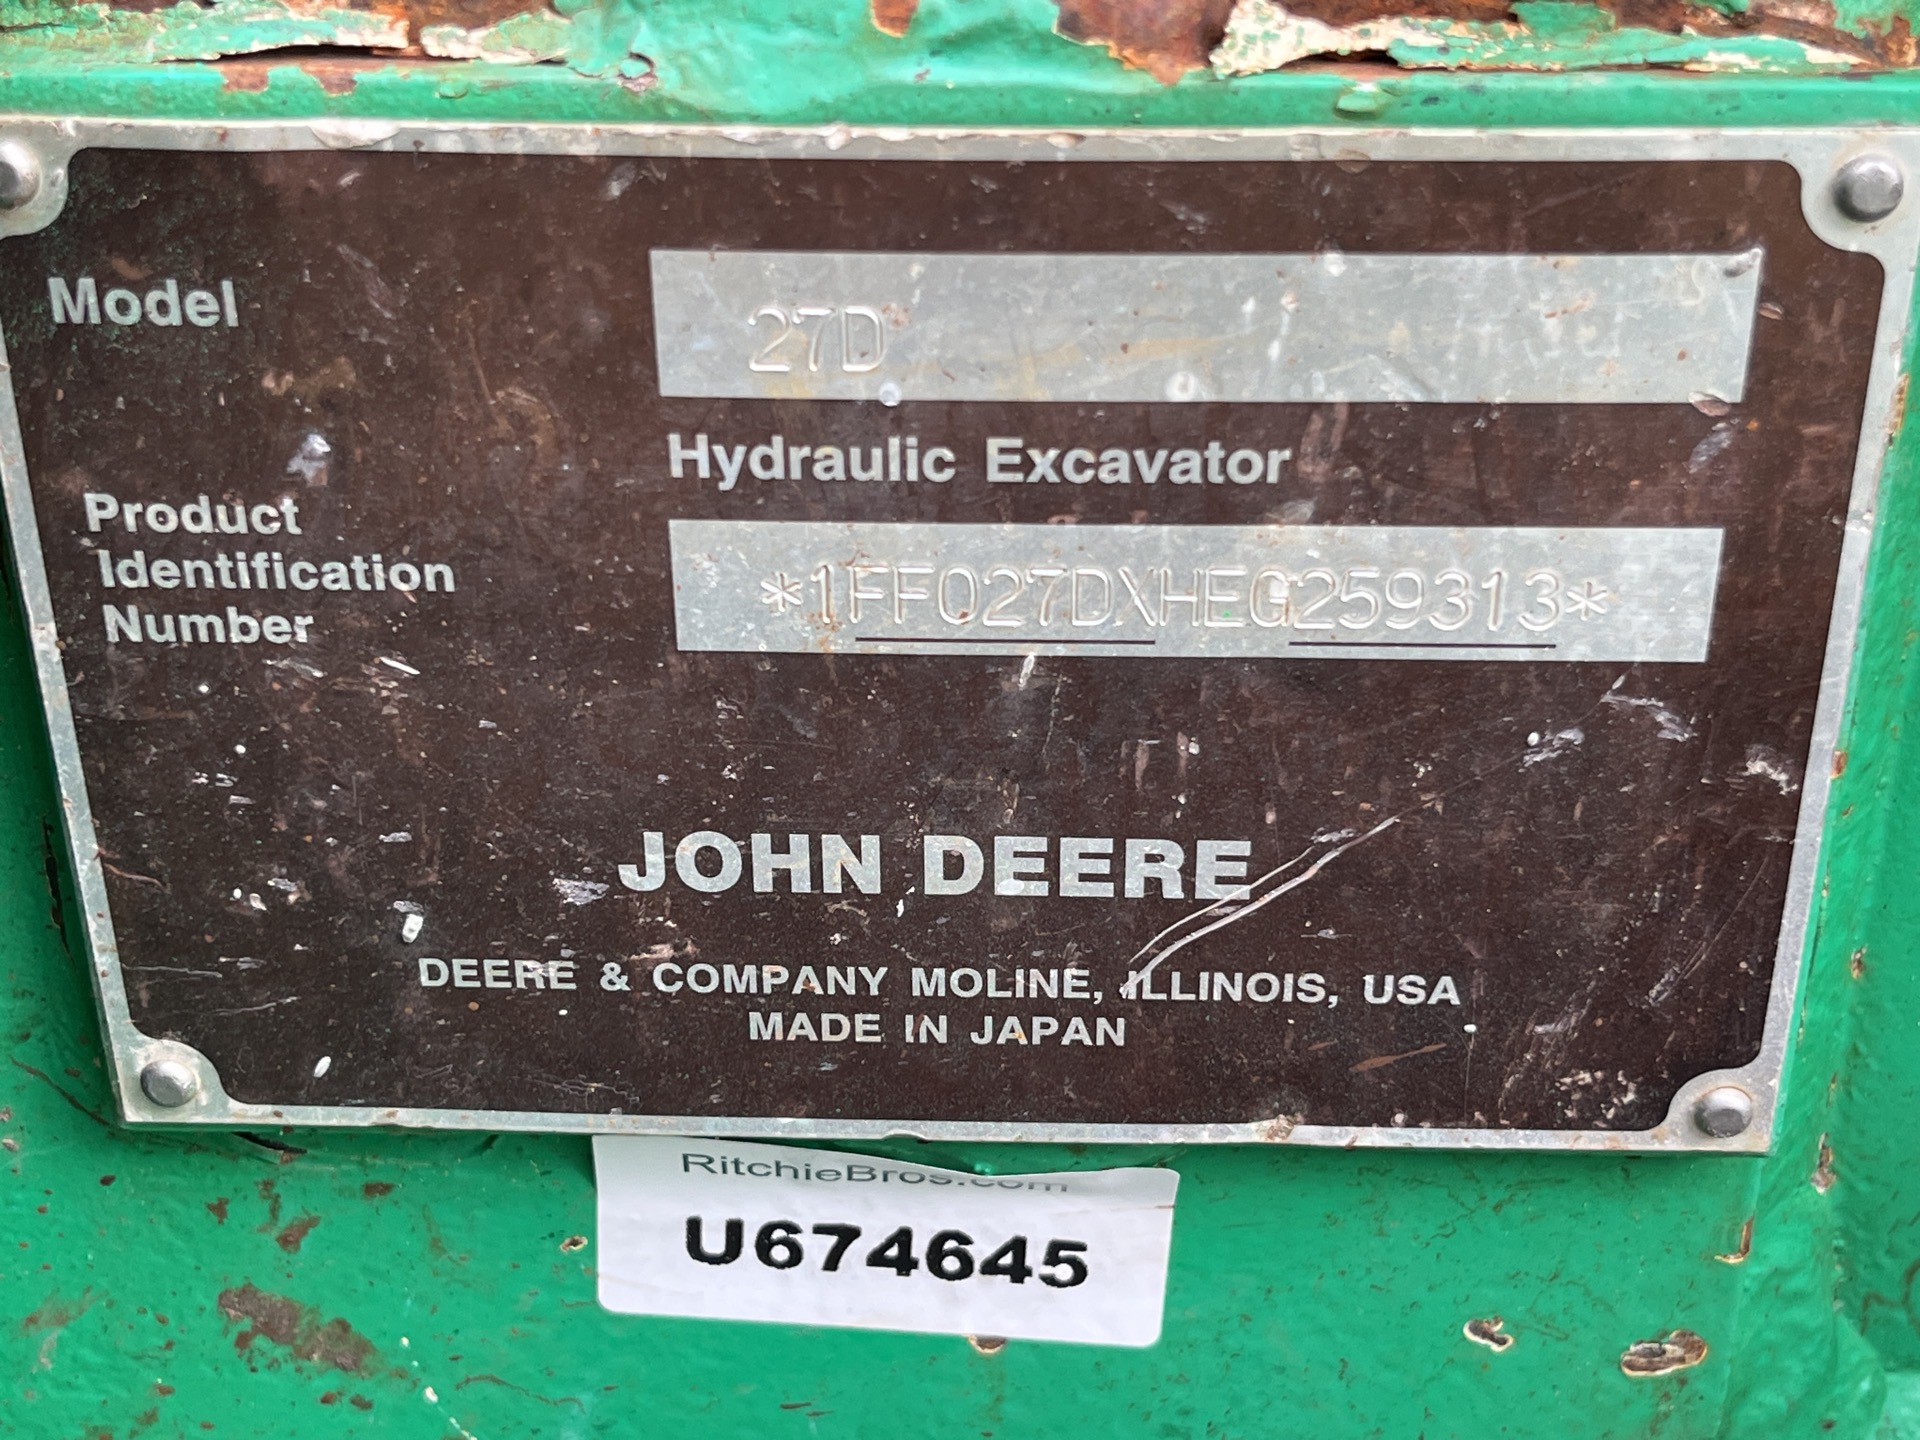 Model
27D
Hydraulic Excavator
Product
Identification
Number
*1FF027DXHEG259313*
JOHN DEERE
DEERE & COMPANY MOLINE, ILLINOIS, USA
MADE IN JAPAN
RitchieBros.com
U674645